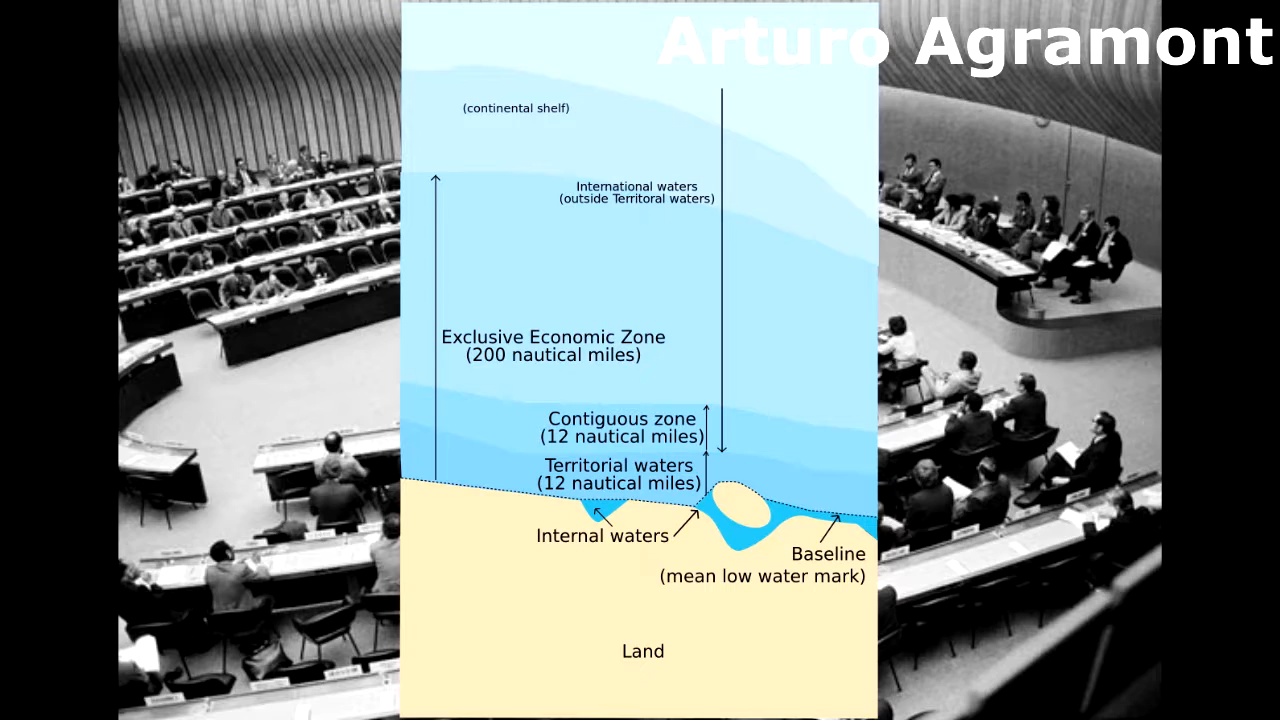 Arturo Agramont
(continental shelf)
International waters
(outside Territoral waters)
Exclusive Economic Zone
(200 nautical miles)
Contiguous zone
(12 nautical miles)
Territorial waters
(12 nautical miles)
Internal waters
Baseline
(mean low water mark)
Land